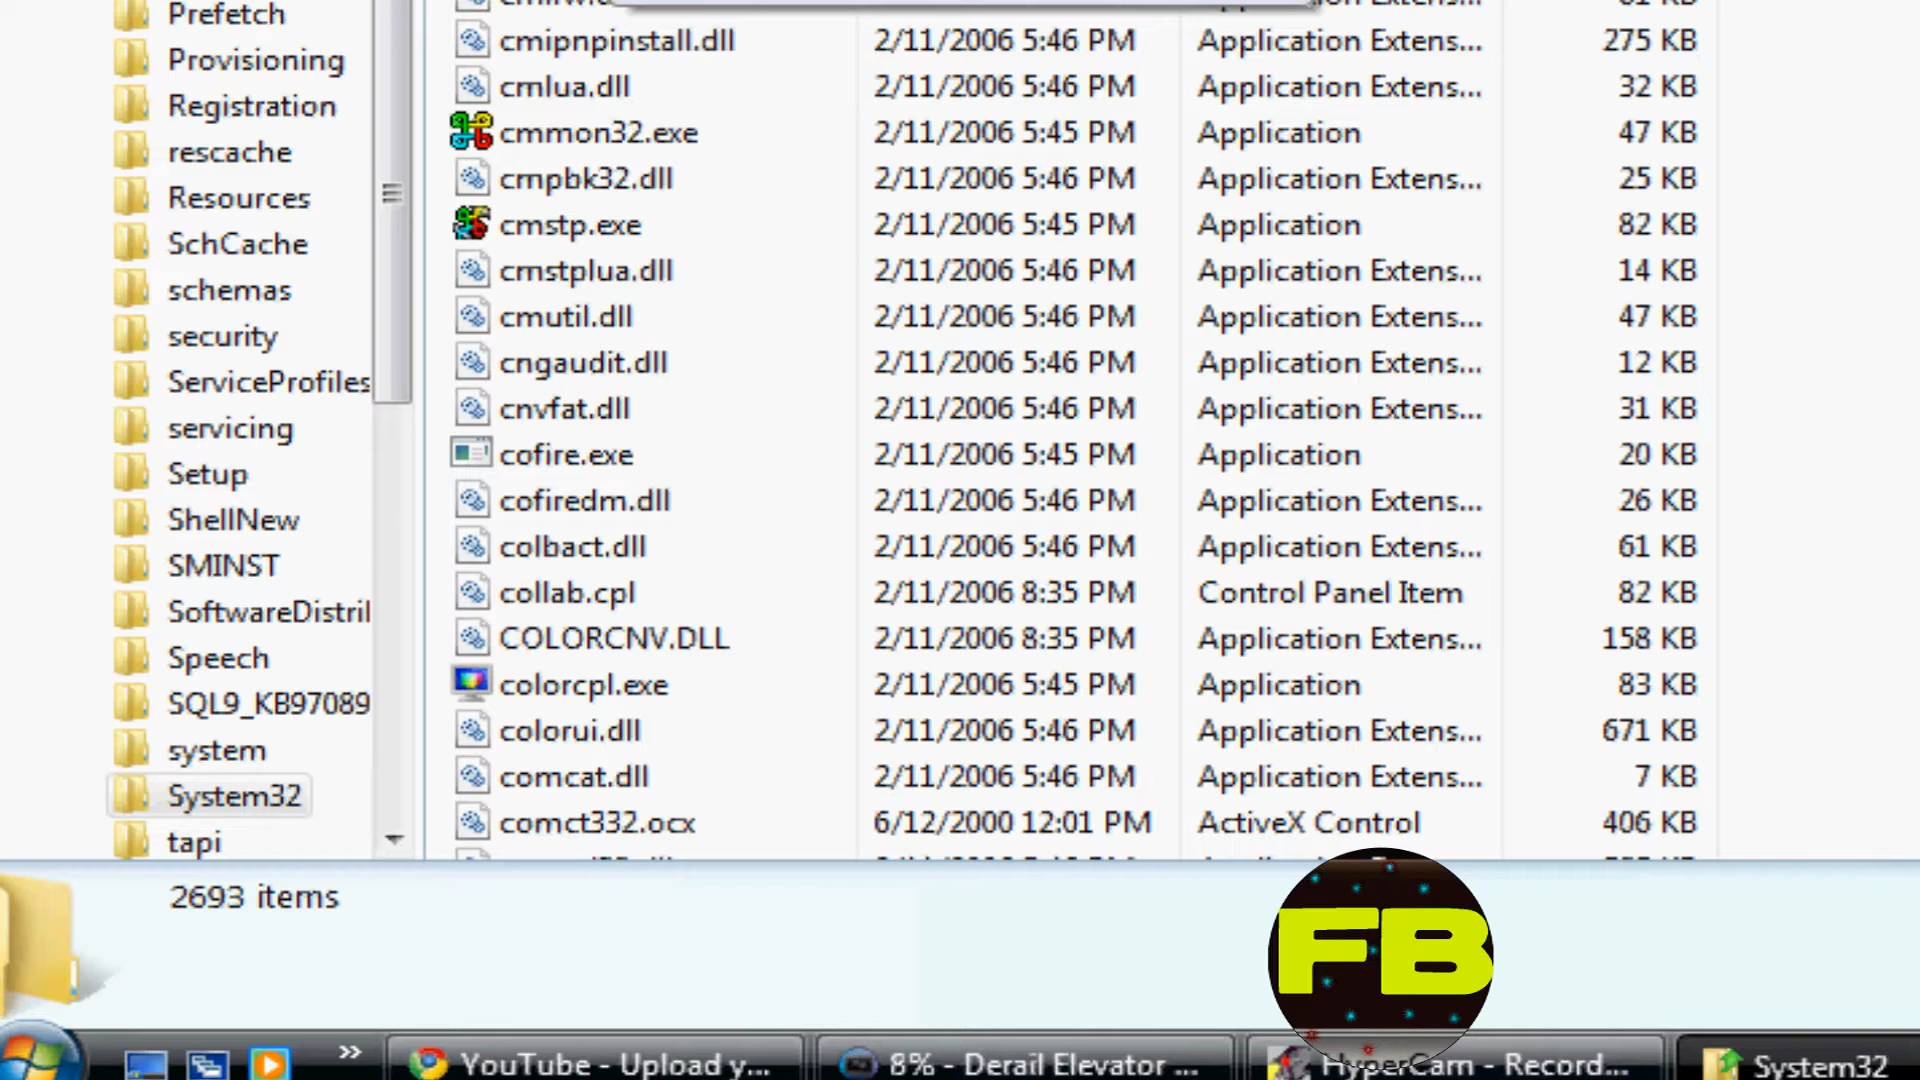 Prefetch
Provisioning
Registration
rescache
Resources
SchCache
schemas
security
ServiceProfiles
servicing
Setup
ShellNew
SMINST
SoftwareDistril
Speech
SQL9_KB97089
system
System32
tapi
cmipnpinstall.dll 2/11/2006 5:46 PM Application Extens... 275 KB
cmlua.dll 2/11/2006 5:46 PM Application Extens... 32 KB
cmmon32.exe 2/11/2006 5:45 PM Application 47 KB
cmpbk32.dll 2/11/2006 5:46 PM Application Extens... 25 KB
cmstp.exe 2/11/2006 5:45 PM Application 82 KB
cmstplua.dll 2/11/2006 5:46 PM Application Extens... 14 KB
cmutil.dll 2/11/2006 5:46 PM Application Extens... 47 KB
cngaudit.dll 2/11/2006 5:46 PM Application Extens... 12 KB
cnvfat.dll 2/11/2006 5:46 PM Application Extens... 31 KB
cofire.exe 2/11/2006 5:45 PM Application 20 KB
cofiredm.dll 2/11/2006 5:46 PM Application Extens... 26 KB
colbact.dll 2/11/2006 5:46 PM Application Extens... 61 KB
collab.cpl 2/11/2006 8:35 PM Control Panel Item 82 KB
COLORCNV.DLL 2/11/2006 8:35 PM Application Extens... 158 KB
colorcpl.exe 2/11/2006 5:45 PM Application 83 KB
colorui.dll 2/11/2006 5:46 PM Application Extens... 671 KB
comcat.dll 2/11/2006 5:46 PM Application Extens... 7 KB
comct332.ocx 6/12/2000 12:01 PM ActiveX Control 406 KB
2693 items
FB
YouTube - Upload y... 8% - Derail Elevator ... HyperCam - Record... System32